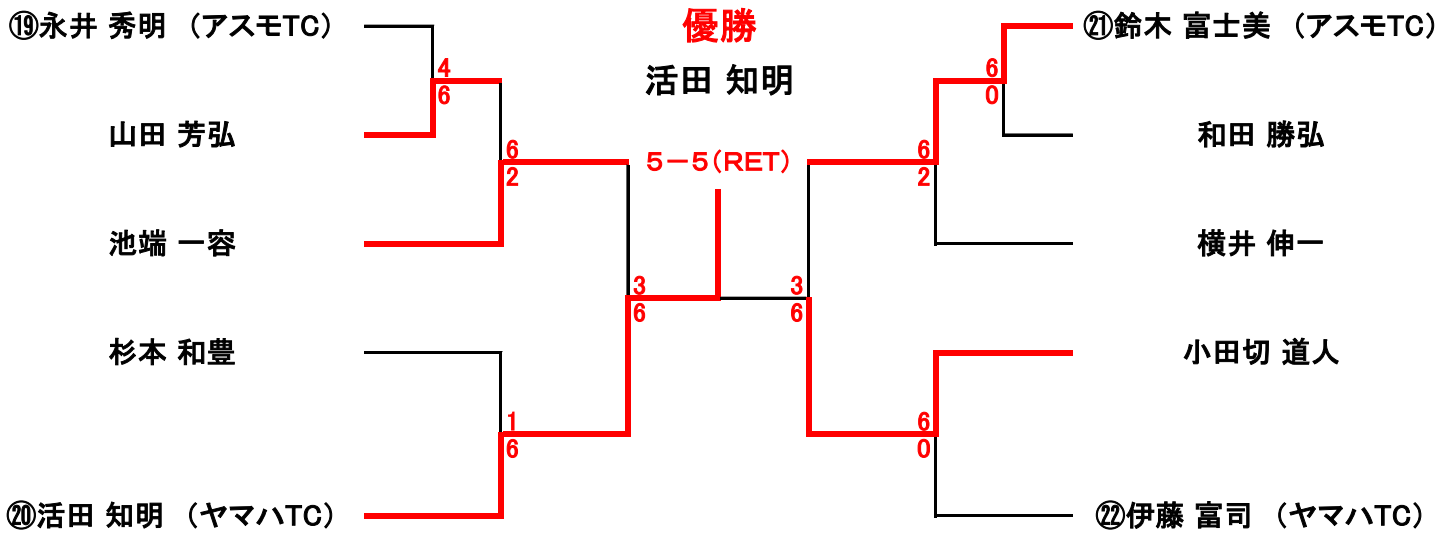 優勝
活田 知明
5－5（RET）
⑲永井 秀明 （アスモTC）
山田 芳弘
池端 一容
杉本 和豊
⑳活田 知明 （ヤマハTC）
4
6
6
2
1
6
3
6
㉑鈴木 富士美 （アスモTC）
和田 勝弘
横井 伸一
小田切 道人
㉒伊藤 富司 （ヤマハTC）
6
0
6
2
3
6
6
0